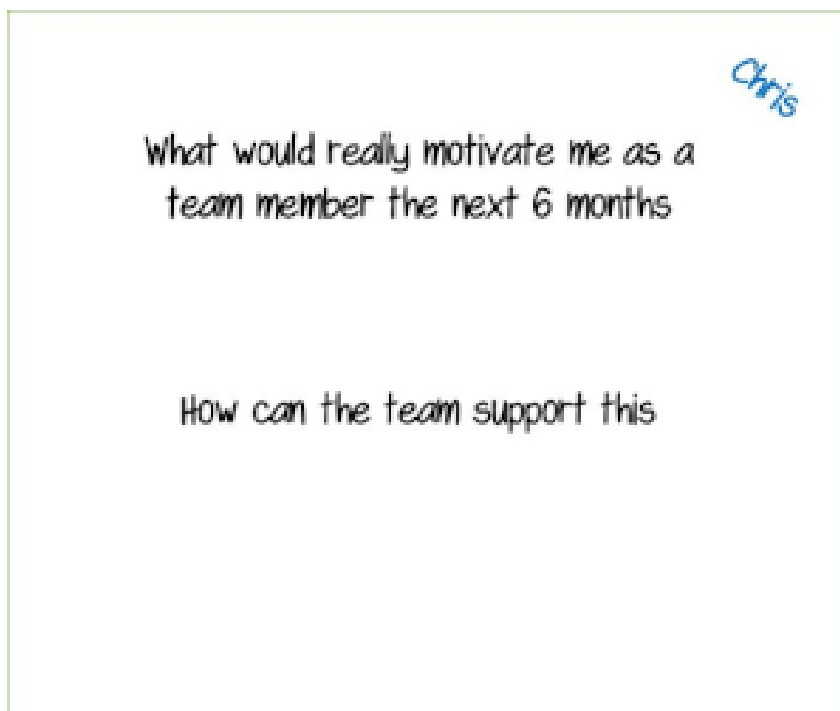 Chris
What would really motivate me as a
team member the next 6 months
How can the team support this